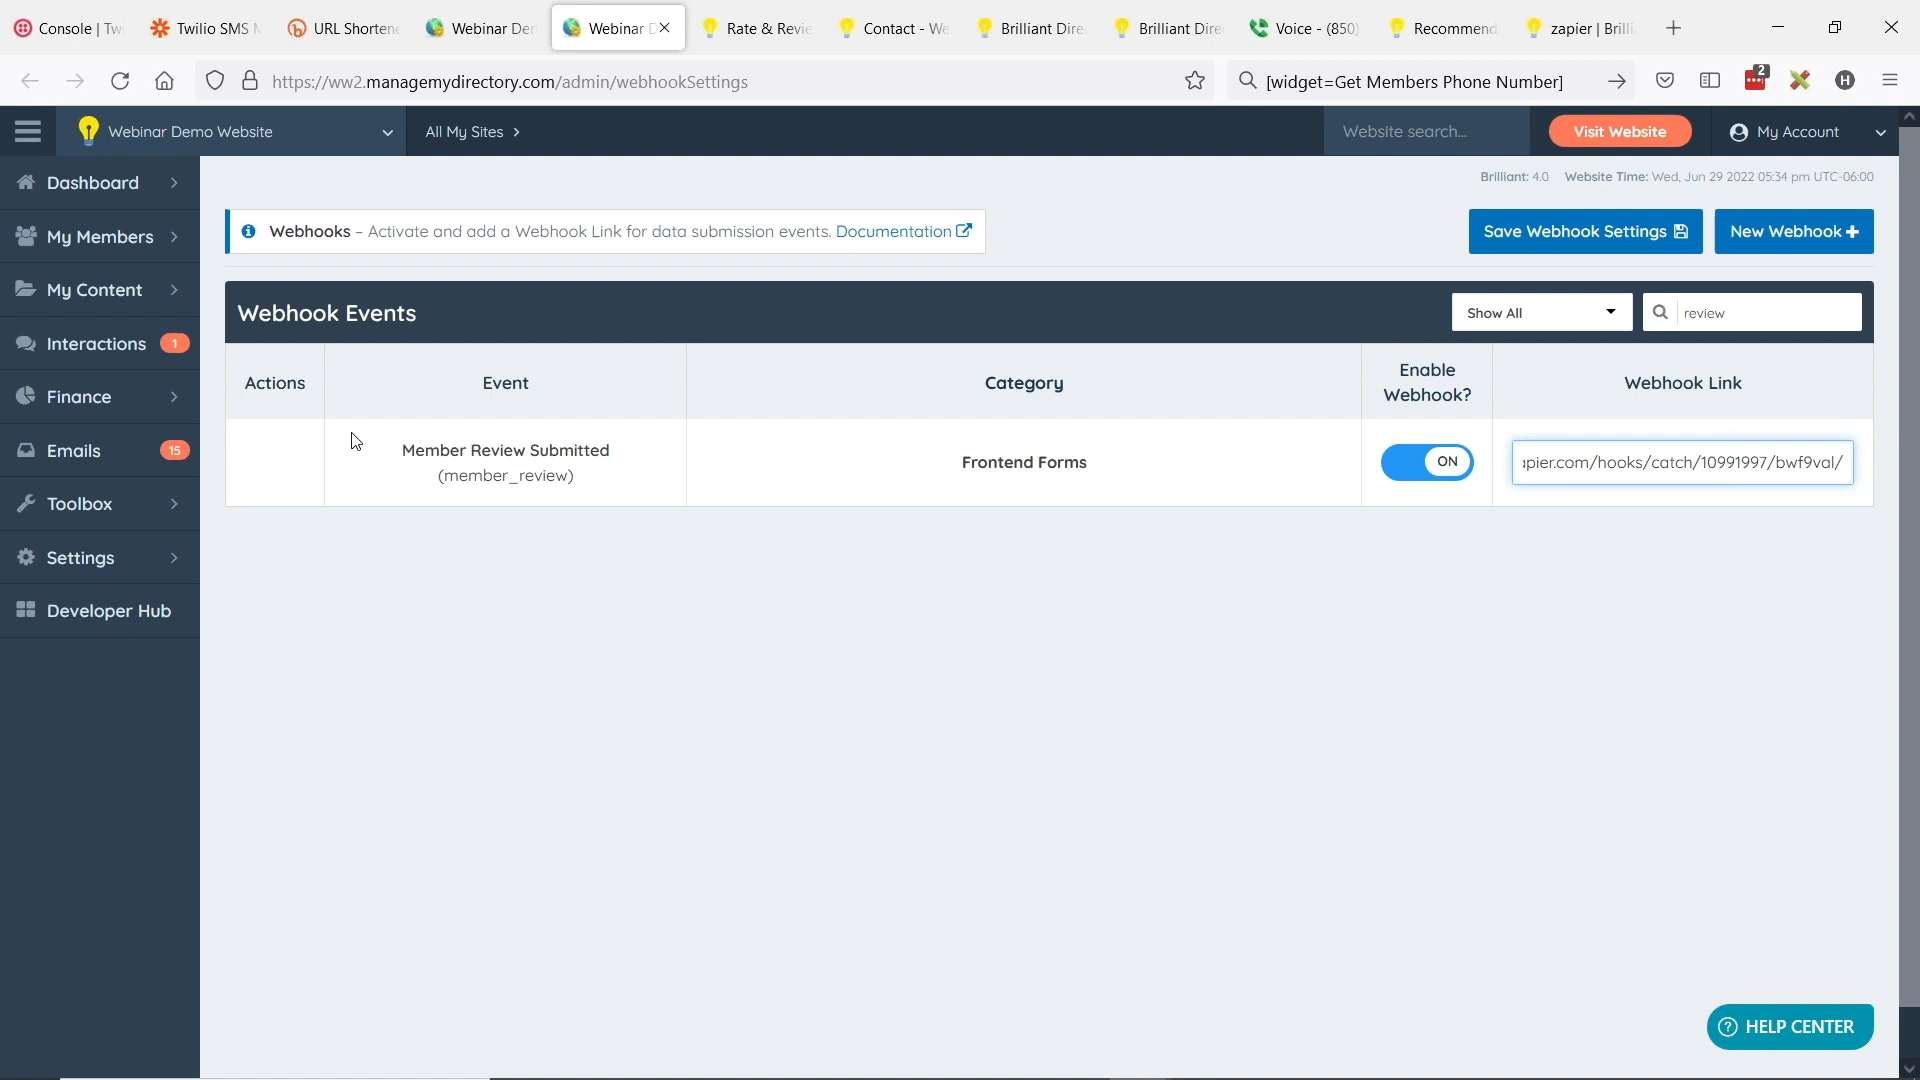 Console | Tw
Twilio SMS
URL Shortene
Webinar Der
Webinar D
Rate & Revie
Contact - We
Brilliant Dire
Brilliant Dire
Voice - (850)
Recommend
zapier | Brilli
https://ww2.managemydirectory.com/admin/webhookSettings
[widget=Get Members Phone Number]
2
H
Webinar Demo Website
All My Sites
Website search...
Visit Website
My Account
Brilliant: 4.0 Website Time: Wed, Jun 29 2022 05:34 pm UTC-06:00
Dashboard
My Members
My Content
Interactions 1
Finance
Emails 15
Toolbox
Settings
Developer Hub
Webhooks - Activate and add a Webhook Link for data submission events. Documentation
Save Webhook Settings
New Webhook
Webhook Events
Show All
review
Actions
Event
Category
Enable
Webhook?
Webhook Link
Member Review Submitted
(member_review)
Frontend Forms
ON
pier.com/hooks/catch/10991997/bwf9val/
? HELP CENTER